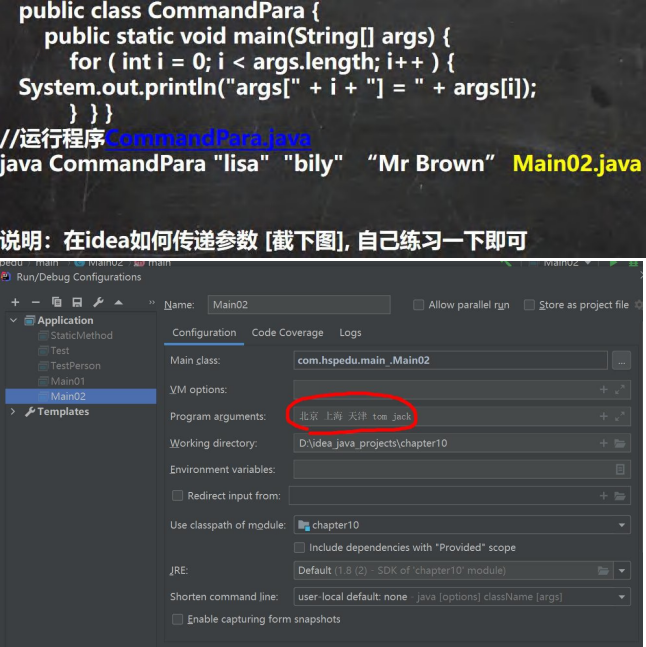 public class CommandPara {
public static void main(String[] args) {
for ( int i = 0; i < args.length; i++ ) {
System.out.println("args[" + i + "] = " + args[i]);
} } }
//运行程序CommandPara.java
java CommandPara "lisa" "bily" “Mr Brown” Main02.java
说明：在idea如何传递参数 [截下图], 自己练习一下即可
main Main02 main Main02
Run/Debug Configurations
Name: Main02 Allow parallel run Store as project file
Application
StaticMethod
Test
TestPerson
Main01
Main02
Templates
Configuration Code Coverage Logs
Main class: com.hspedu.main_.Main02 ...
VM options:
Program arguments: 北京 上海 天津 tom jack
Working directory: D:\idea_java_projects\chapter10
Environment variables:
Redirect input from:
Use classpath of module: chapter10
Include dependencies with "Provided" scope
JRE: Default (1.8 (2) - SDK of 'chapter10' module)
Shorten command line: user-local default: none - java [options] className [args]
Enable capturing form snapshots